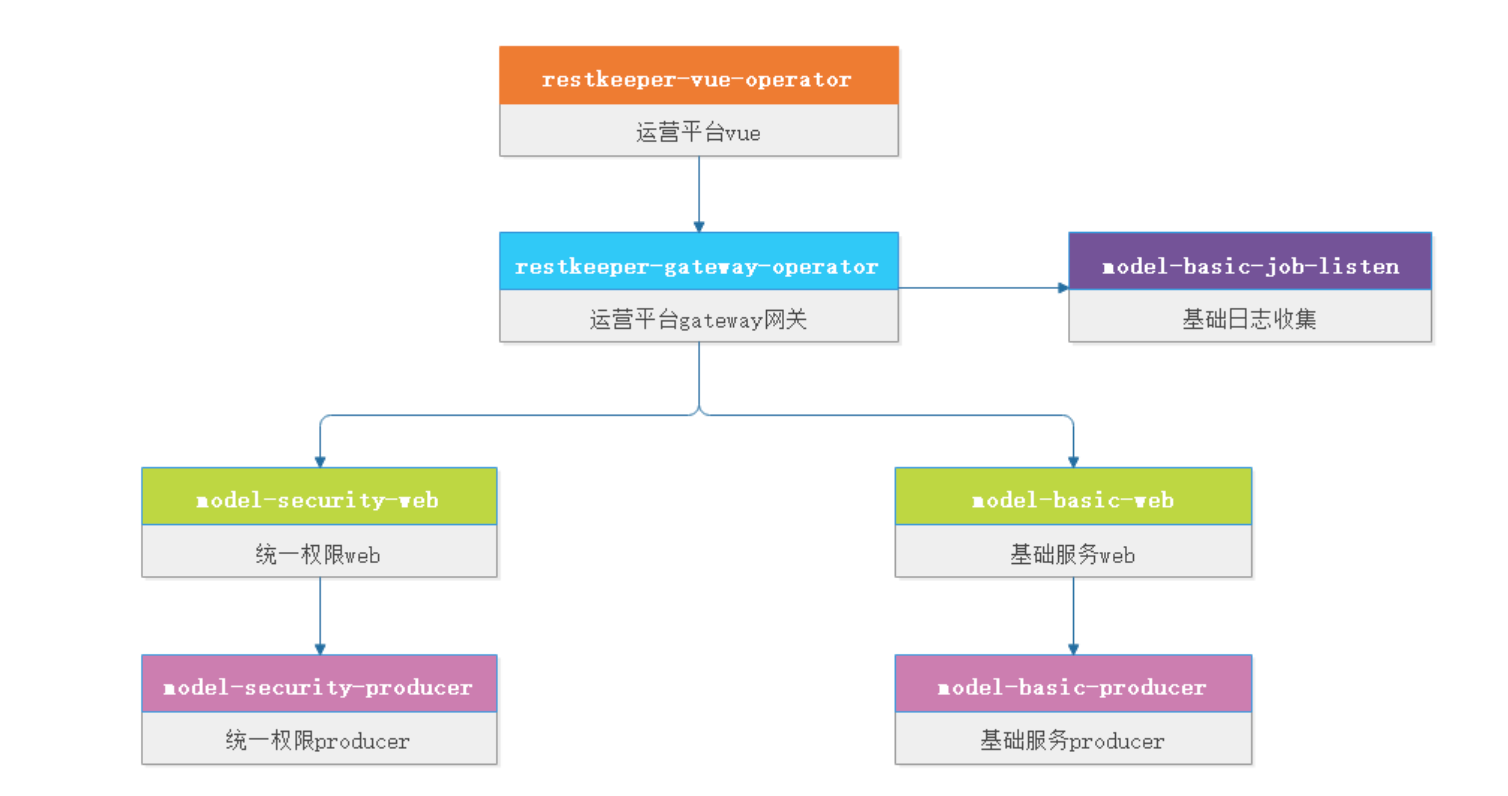 restkeeper-vue-operator
运营平台vue
restkeeper-gateway-operator
运营平台gateway网关
model-basic-job-listen
基础日志收集
model-security-web
统一权限web
model-basic-web
基础服务web
model-security-producer
统一权限producer
model-basic-producer
基础服务producer